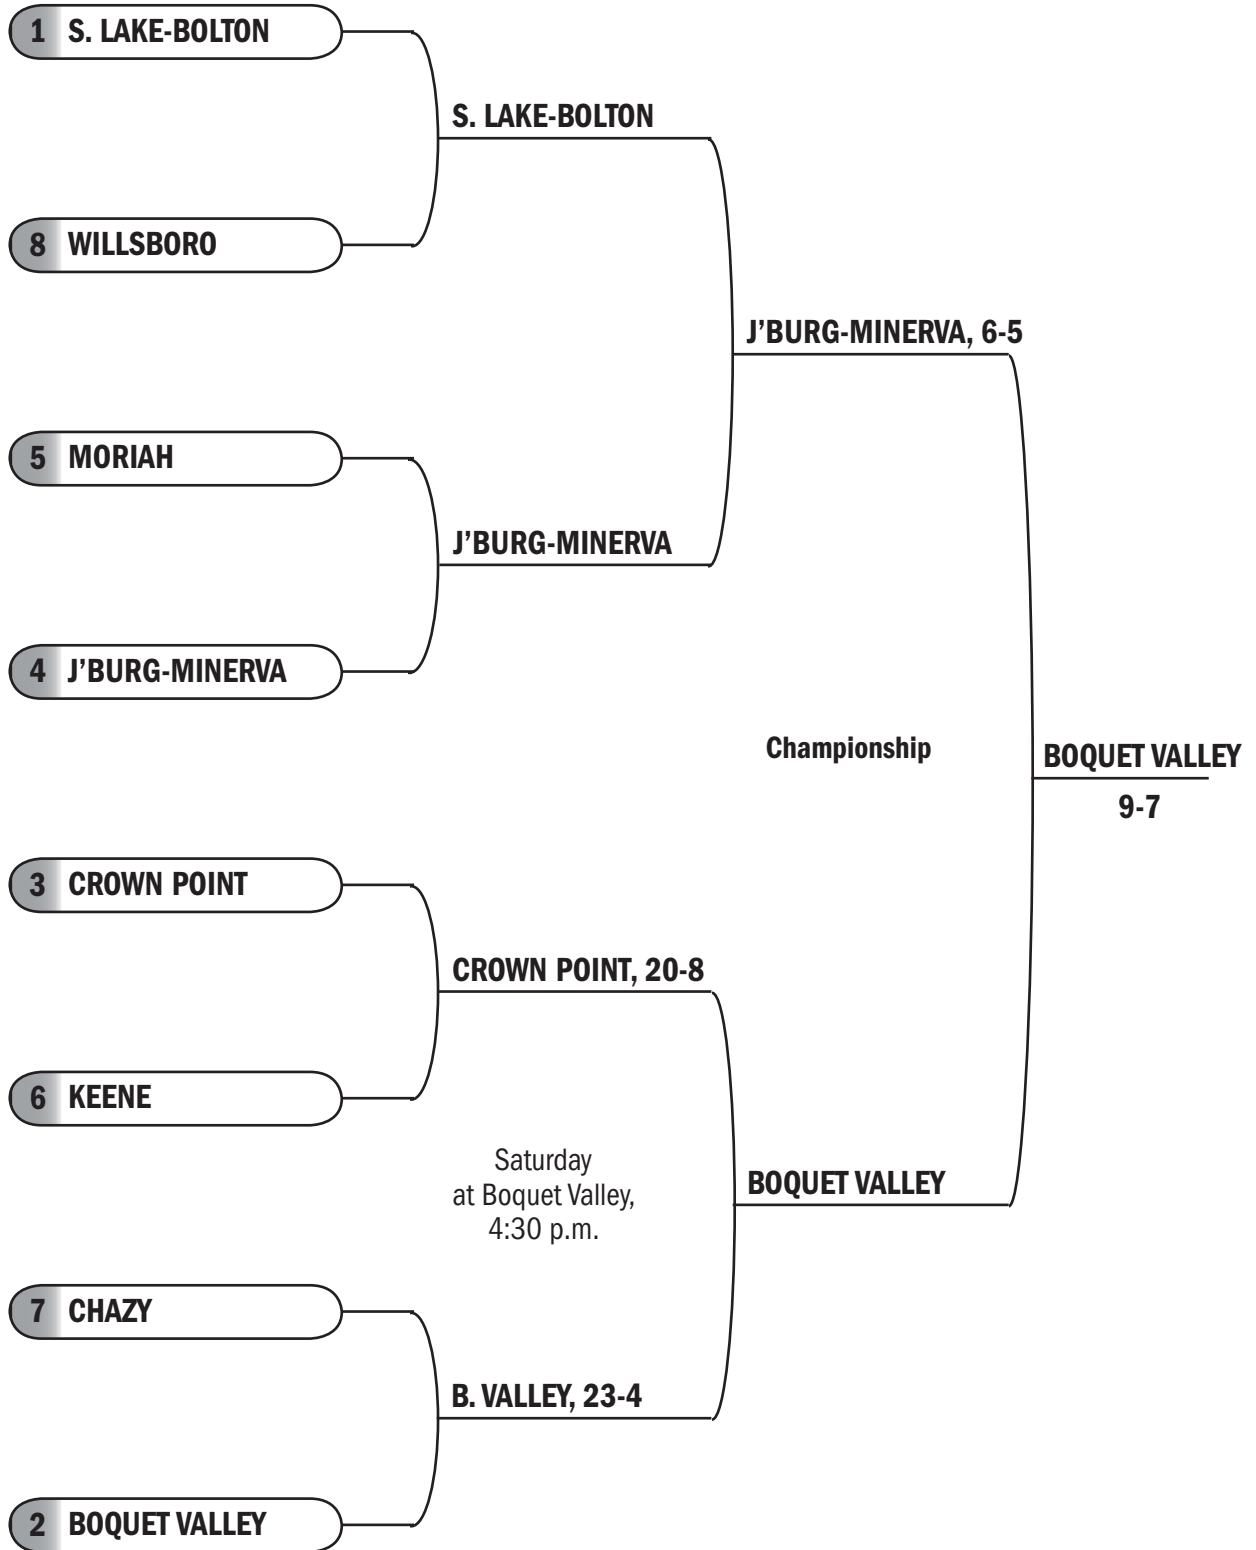 1 S. LAKE-BOLTON
S. LAKE-BOLTON
8 WILLSBORO
J’BURG-MINERVA, 6-5
5 MORIAH
J’BURG-MINERVA
4 J’BURG-MINERVA
Championship
BOQUET VALLEY
9-7
3 CROWN POINT
CROWN POINT, 20-8
6 KEENE
Saturday
at Boquet Valley,
4:30 p.m.
BOQUET VALLEY
7 CHAZY
B. VALLEY, 23-4
2 BOQUET VALLEY